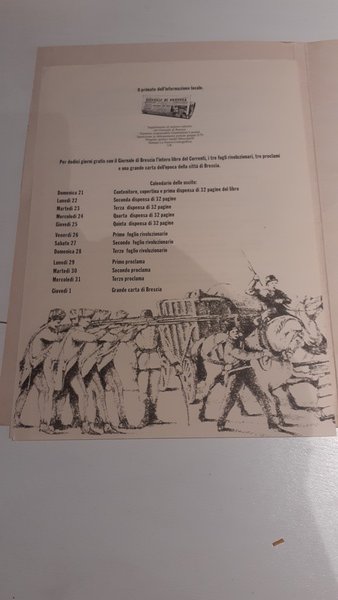 Il primato dell'informazione locale.
GIORNALE DI BRESCIA
Per dodici giorni gratis con il Giornale di Brescia l'intero libro del Correnti, i tre fogli rivoluzionari, tre proclami
e una grande carta dell'epoca della città di Brescia.
Calendario delle uscite:
Domenica 21 Contenitore, copertina e prima dispensa di 32 pagine del libro
Lunedì 22 Seconda dispensa di 32 pagine
Martedì 23 Terza dispensa di 32 pagine
Mercoledì 24 Quarta dispensa di 32 pagine
Giovedì 25 Quinta dispensa di 32 pagine
Venerdì 26 Primo foglio rivoluzionario
Sabato 27 Secondo foglio rivoluzionario
Domenica 28 Terzo foglio rivoluzionario
Lunedì 29 Primo proclama
Martedì 30 Secondo proclama
Mercoledì 31 Terzo proclama
Giovedì 1 Grande carta di Brescia